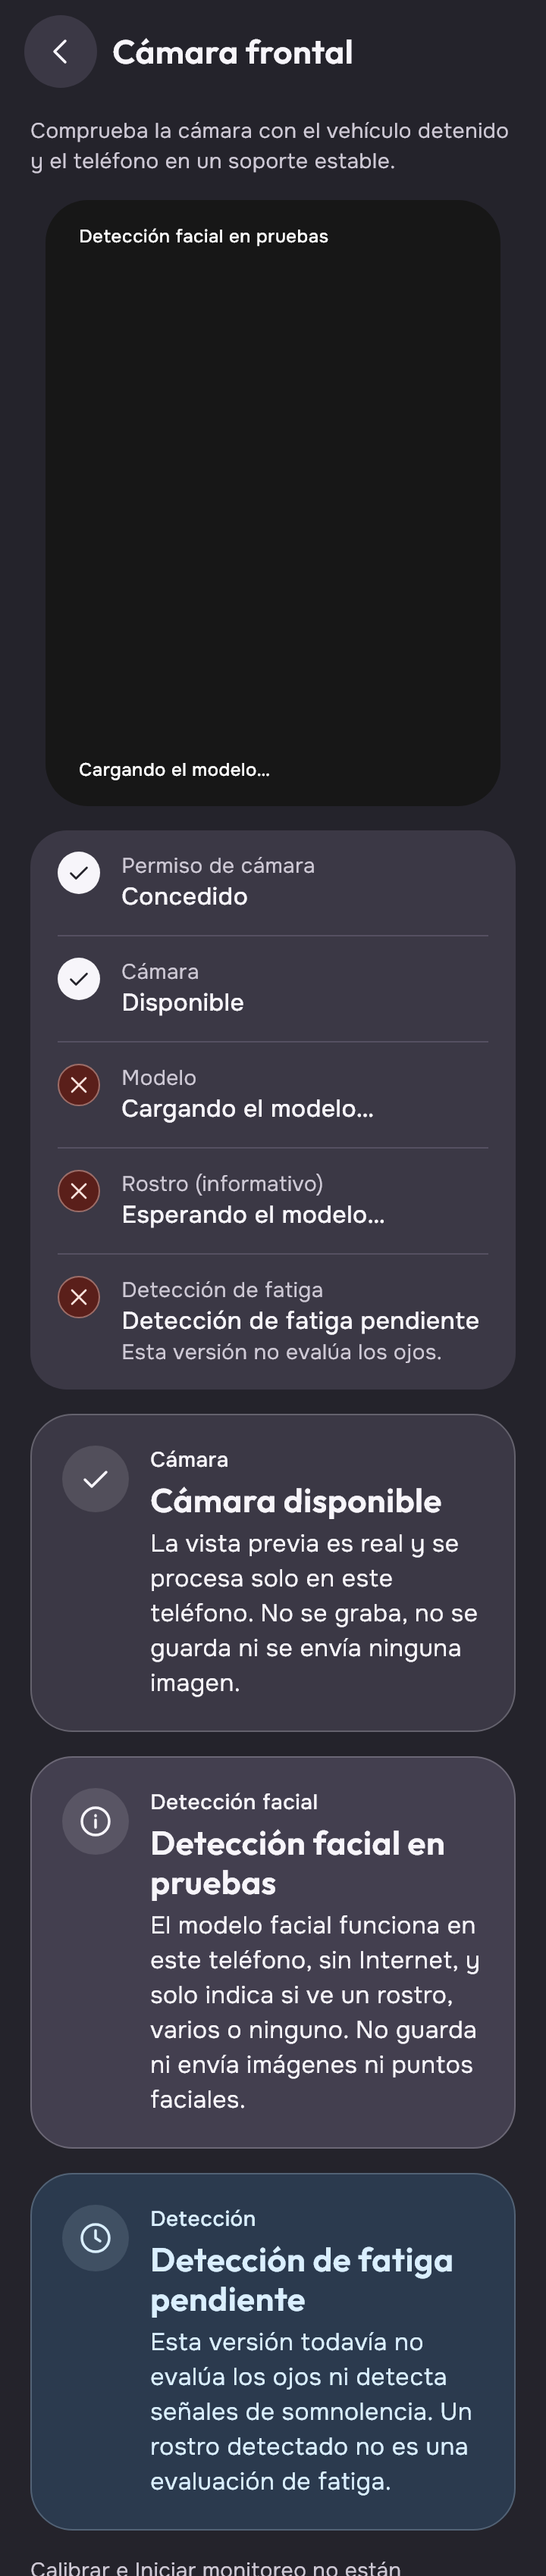 Cámara frontal
Comprueba la cámara con el vehículo detenido
y el teléfono en un soporte estable.
Detección facial en pruebas
Cargando el modelo...
Permiso de cámara
Concedido
Cámara
Disponible
Modelo
Cargando el modelo...
Rostro (informativo)
Esperando el modelo...
Detección de fatiga
Detección de fatiga pendiente
Esta versión no evalúa los ojos.
Cámara
Cámara disponible
La vista previa es real y se
procesa solo en este
teléfono. No se graba, no se
guarda ni se envía ninguna
imagen.
Detección facial
Detección facial en
pruebas
El modelo facial funciona en
este teléfono, sin Internet, y
solo indica si ve un rostro,
varios o ninguno. No guarda
ni envía imágenes ni puntos
faciales.
Detección
Detección de fatiga
pendiente
Esta versión todavía no
evalúa los ojos ni detecta
señales de somnolencia. Un
rostro detectado no es una
evaluación de fatiga.
Calibrar e Iniciar monitoreo no están